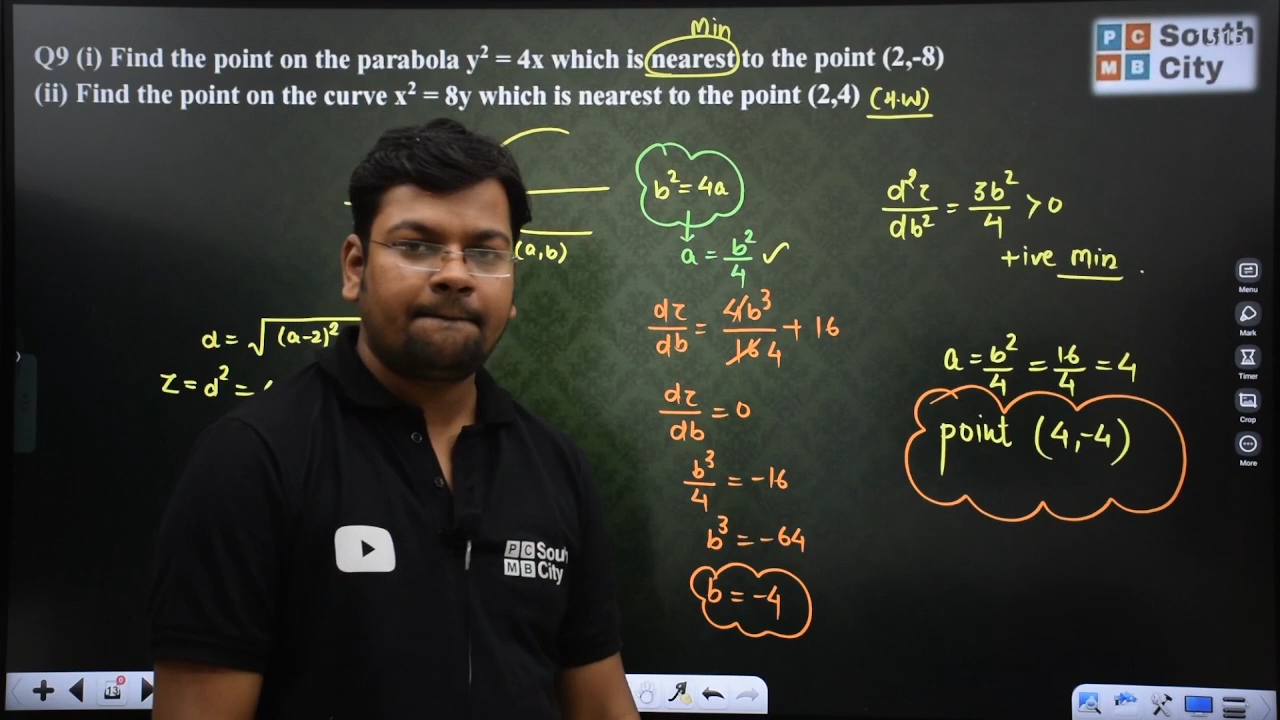 Min
Q9 (i) Find the point on the parabola y² = 4x which is nearest to the point (2,-8)
(ii) Find the point on the curve x² = 8y which is nearest to the point (2,4) (H.W)
PC South
MB City
(a,b)
d = √(a-2)²
z = d² =
b² = 4a
a = b²/4 ✓
dz/db = 4b³/16 4 + 16
dz/db = 0
b³/4 = -16
b³ = -64
b = -4
d²z/db² = 3b²/4 > 0
+ive min.
a = b²/4 = 16/4 = 4
point (4,-4)
Menu
Mark
Timer
Crop
More
PC South
MB City
13
0